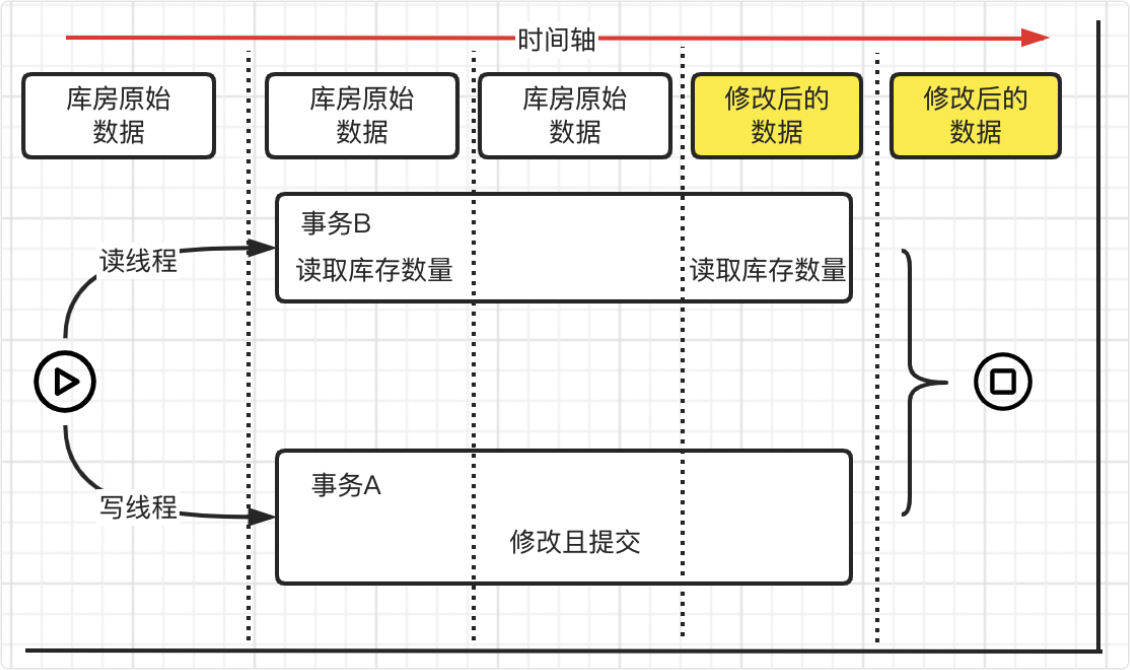 时间轴
库房原始
数据
库房原始
数据
库房原始
数据
修改后的
数据
修改后的
数据
事务B
读取库存数量
读取库存数量
读线程
写线程
事务A
修改且提交